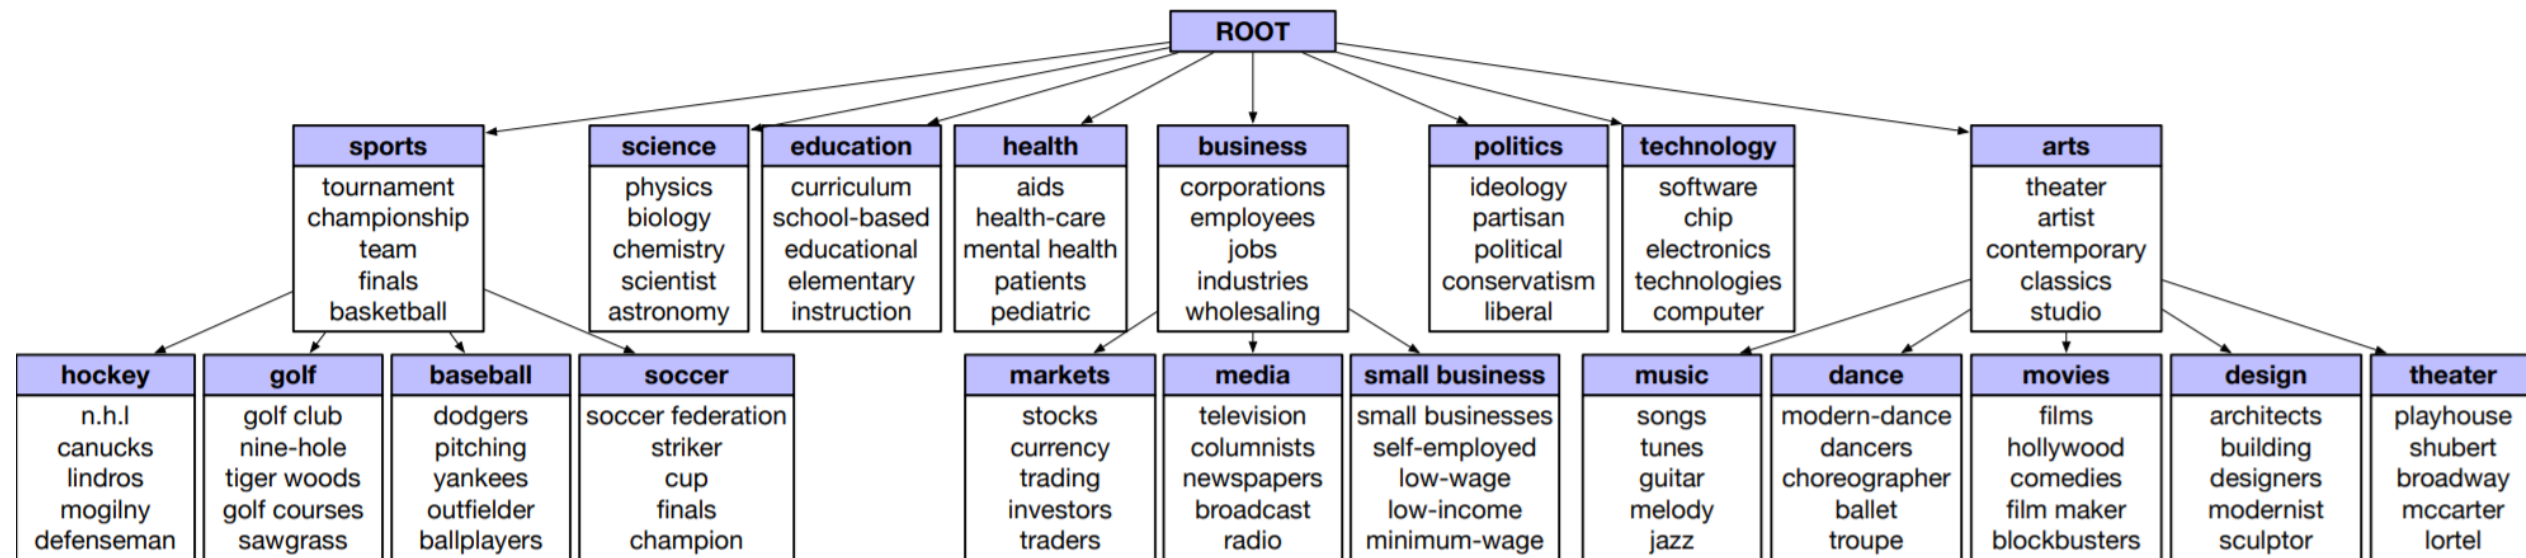 ROOT
sports
tournament
championship
team
finals
basketball
science
physics
biology
chemistry
scientist
astronomy
education
curriculum
school-based
educational
elementary
instruction
health
aids
health-care
mental health
patients
pediatric
business
corporations
employees
jobs
industries
wholesaling
politics
ideology
partisan
political
conservatism
liberal
technology
software
chip
electronics
technologies
computer
arts
theater
artist
contemporary
classics
studio
hockey
n.h.l
canucks
lindros
mogilny
defenseman
golf
golf club
nine-hole
tiger woods
golf courses
sawgrass
baseball
dodgers
pitching
yankees
outfielder
ballplayers
soccer
soccer federation
striker
cup
finals
champion
markets
stocks
currency
trading
investors
traders
media
television
columnists
newspapers
broadcast
radio
small business
small businesses
self-employed
low-wage
low-income
minimum-wage
music
songs
tunes
guitar
melody
jazz
dance
modern-dance
dancers
choreographer
ballet
troupe
movies
films
hollywood
comedies
film maker
blockbusters
design
architects
building
designers
modernist
sculptor
theater
playhouse
shubert
broadway
mccarter
lortel